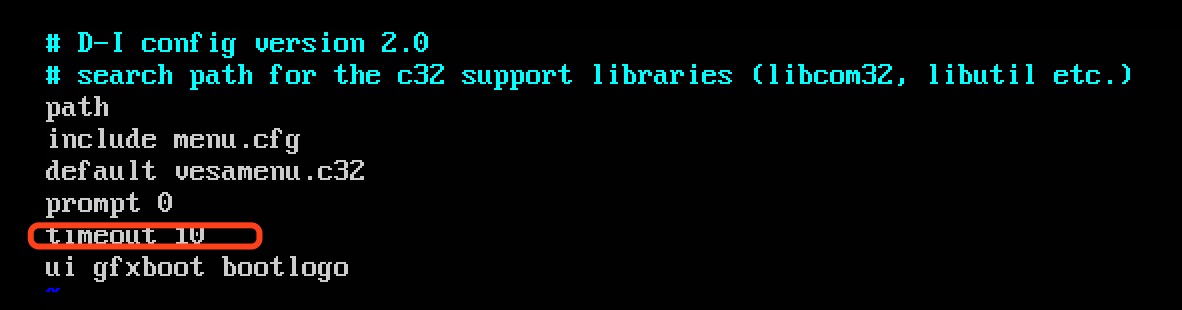 # D-I config version 2.0
# search path for the c32 support libraries (libcom32, libutil etc.)
path
include menu.cfg
default vesamenu.c32
prompt 0
timeout 10
ui gfxboot bootlogo
~